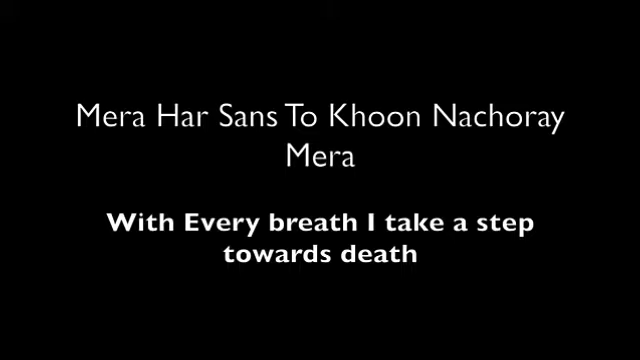 Mera Har Sans To Khoon Nachoray
Mera
With Every breath I take a step
towards death